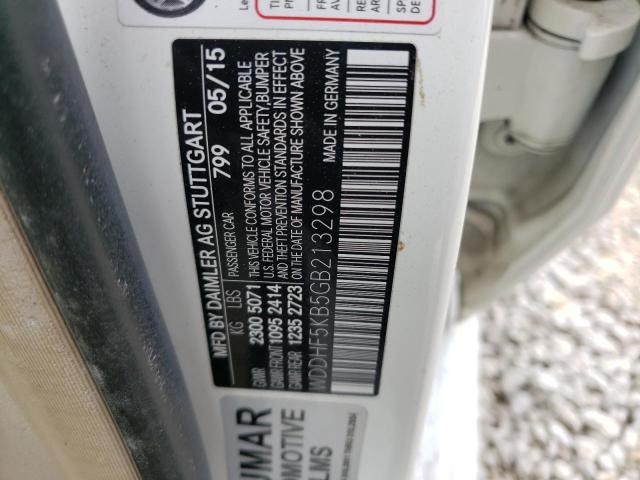 MFD BY DAIMLER AG STUTTGART
799 05/15
KG LBS PASSENGER CAR
GVWR 2300 5071 THIS VEHICLE CONFORMS TO ALL APPLICABLE
GAWR FRONT 1095 2414 U.S. FEDERAL MOTOR VEHICLE SAFETY,BUMPER
GAWR REAR 1235 2723 AND THEFT PREVENTION STANDARDS IN EFFECT
ON THE DATE OF MANUFACTURE SHOWN ABOVE
WDDHF5KB5GB213298 MADE IN GERMANY
UMAR
OMOTIVE
LMS